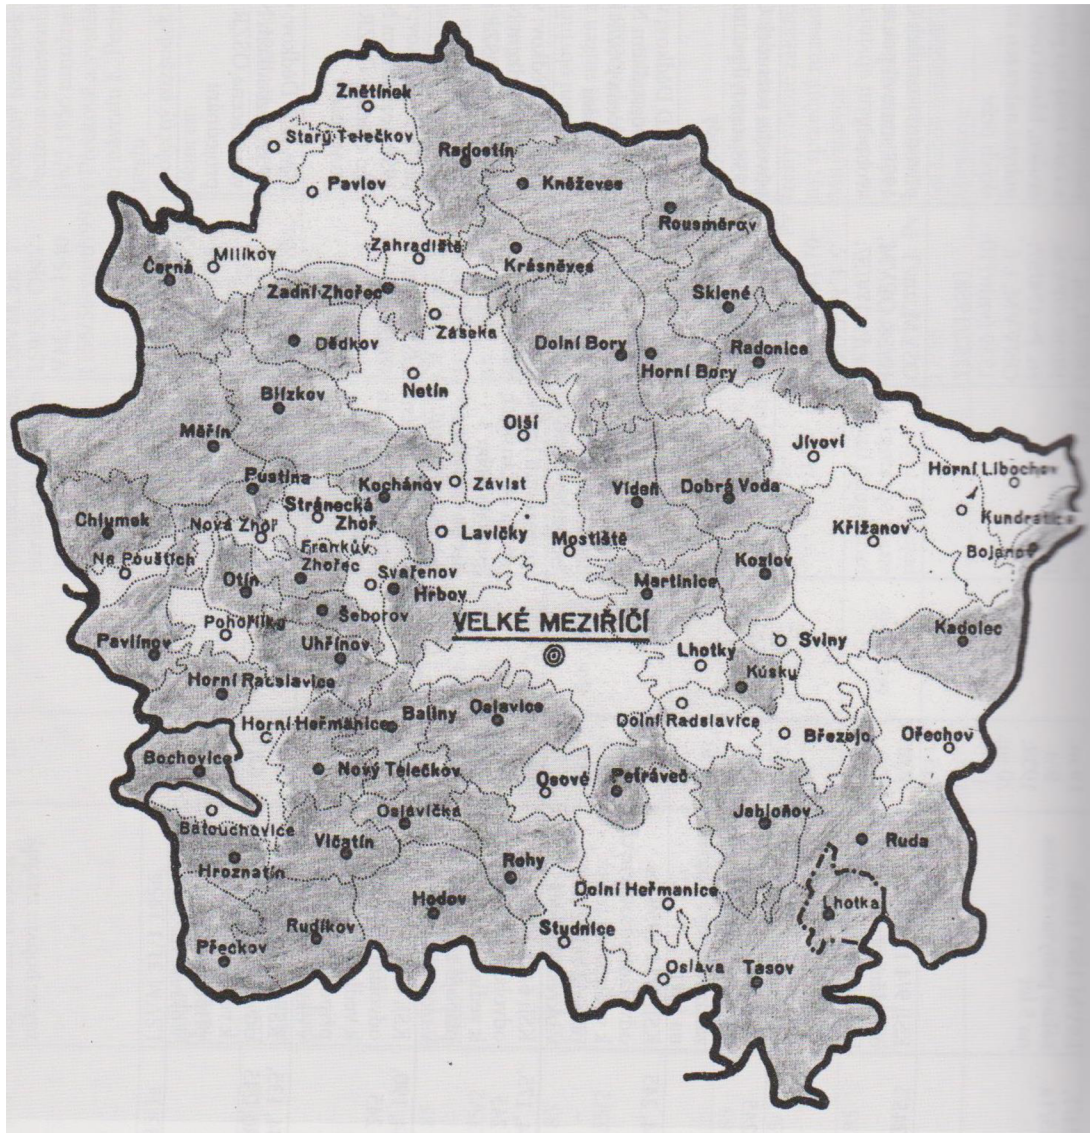 Znětínek
Starý Telečkov
Radostín
Pavlov
Kněževes
Rousměrov
Zahradiště
Milíkov
Krásněves
Černá
Zadní Zhořec
Sklené
Záseka
Dědkov
Dolní Bory
Radonice
Horní Bory
Netín
Blízkov
Olší
Měřín
Jívoví
Horní Libochov
Pustina
Kochánov
Závist
Vídeň
Dobrá Voda
Stránecká
Zhoř
Chlumek
Nová Zhoř
Kundratice
Křižanov
Lavičky
Mostiště
Frankův
Zhořec
Na Pouštích
Bojanov
Svařenov
Kozlov
Otín
Martinice
Hrbov
Šeborov
Pohořílky
VELKÉ MEZIŘÍČÍ
Kadolec
Pavlínov
Uhřínov
Sviny
Lhotky
Kúsky
Horní Radslavice
Baliny
Oslavice
Horní Heřmanice
Dolní Radslavice
Březejc
Ořechov
Bochovice
Nový Telečkov
Osové
Petráveč
Oslavička
Jabloňov
Batouchovice
Vlčatín
Ruda
Hroznatín
Rohy
Dolní Heřmanice
Hodov
Lhotka
Rudíkov
Studnice
Přeckov
Oslava
Tasov